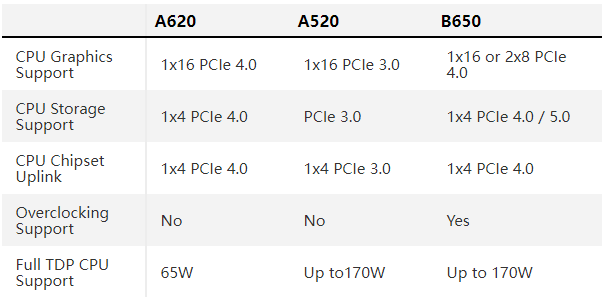 A620 A520 B650
CPU Graphics
Support
1x16 PCIe 4.0
1x16 PCIe 3.0
1x16 or 2x8 PCIe
4.0
CPU Storage
Support
1x4 PCIe 4.0
PCIe 3.0
1x4 PCIe 4.0 / 5.0
CPU Chipset
Uplink
1x4 PCIe 4.0
1x4 PCIe 3.0
1x4 PCIe 4.0
Overclocking
Support
No
No
Yes
Full TDP CPU
Support
65W
Up to170W
Up to 170W